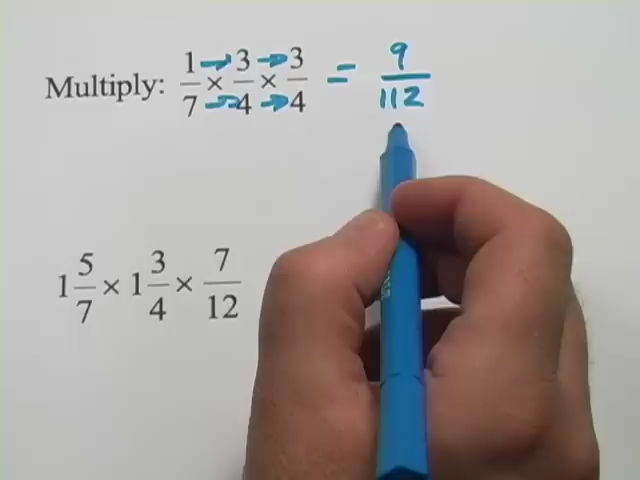 Multiply: 1/7 × 3/4 × 3/4 = 9/112
1 5/7 × 1 3/4 × 7/12